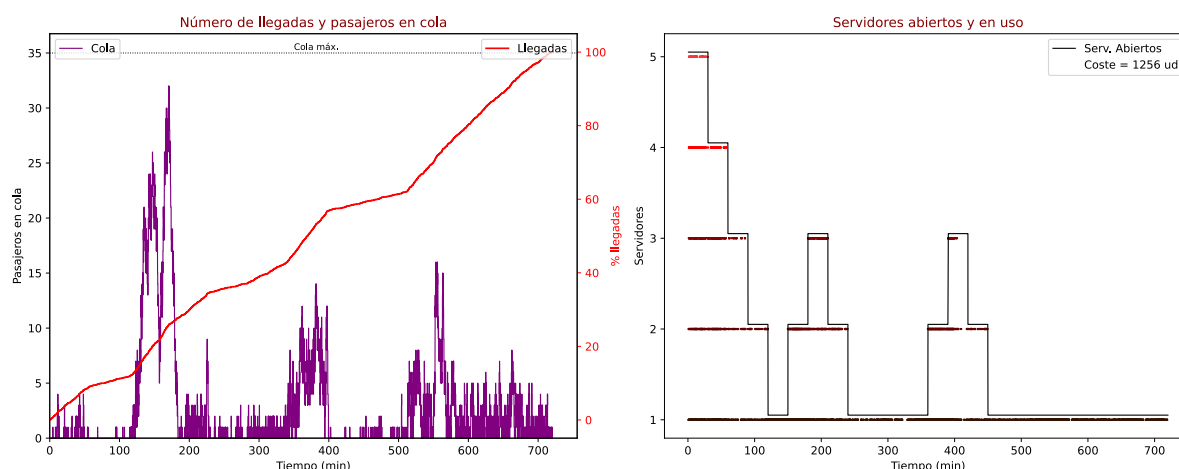 Número de llegadas y pasajeros en cola
Cola máx.
Cola
Llegadas
Pasajeros en cola
35
30
25
20
15
10
5
0
0 100 200 300 400 500 600 700
Tiempo (min)
100
80
60
40
20
0
% llegadas
Servidores abiertos y en uso
Serv. Abiertos
Coste = 1256 ud
Servidores
5
4
3
2
1
0 100 200 300 400 500 600 700
Tiempo (min)